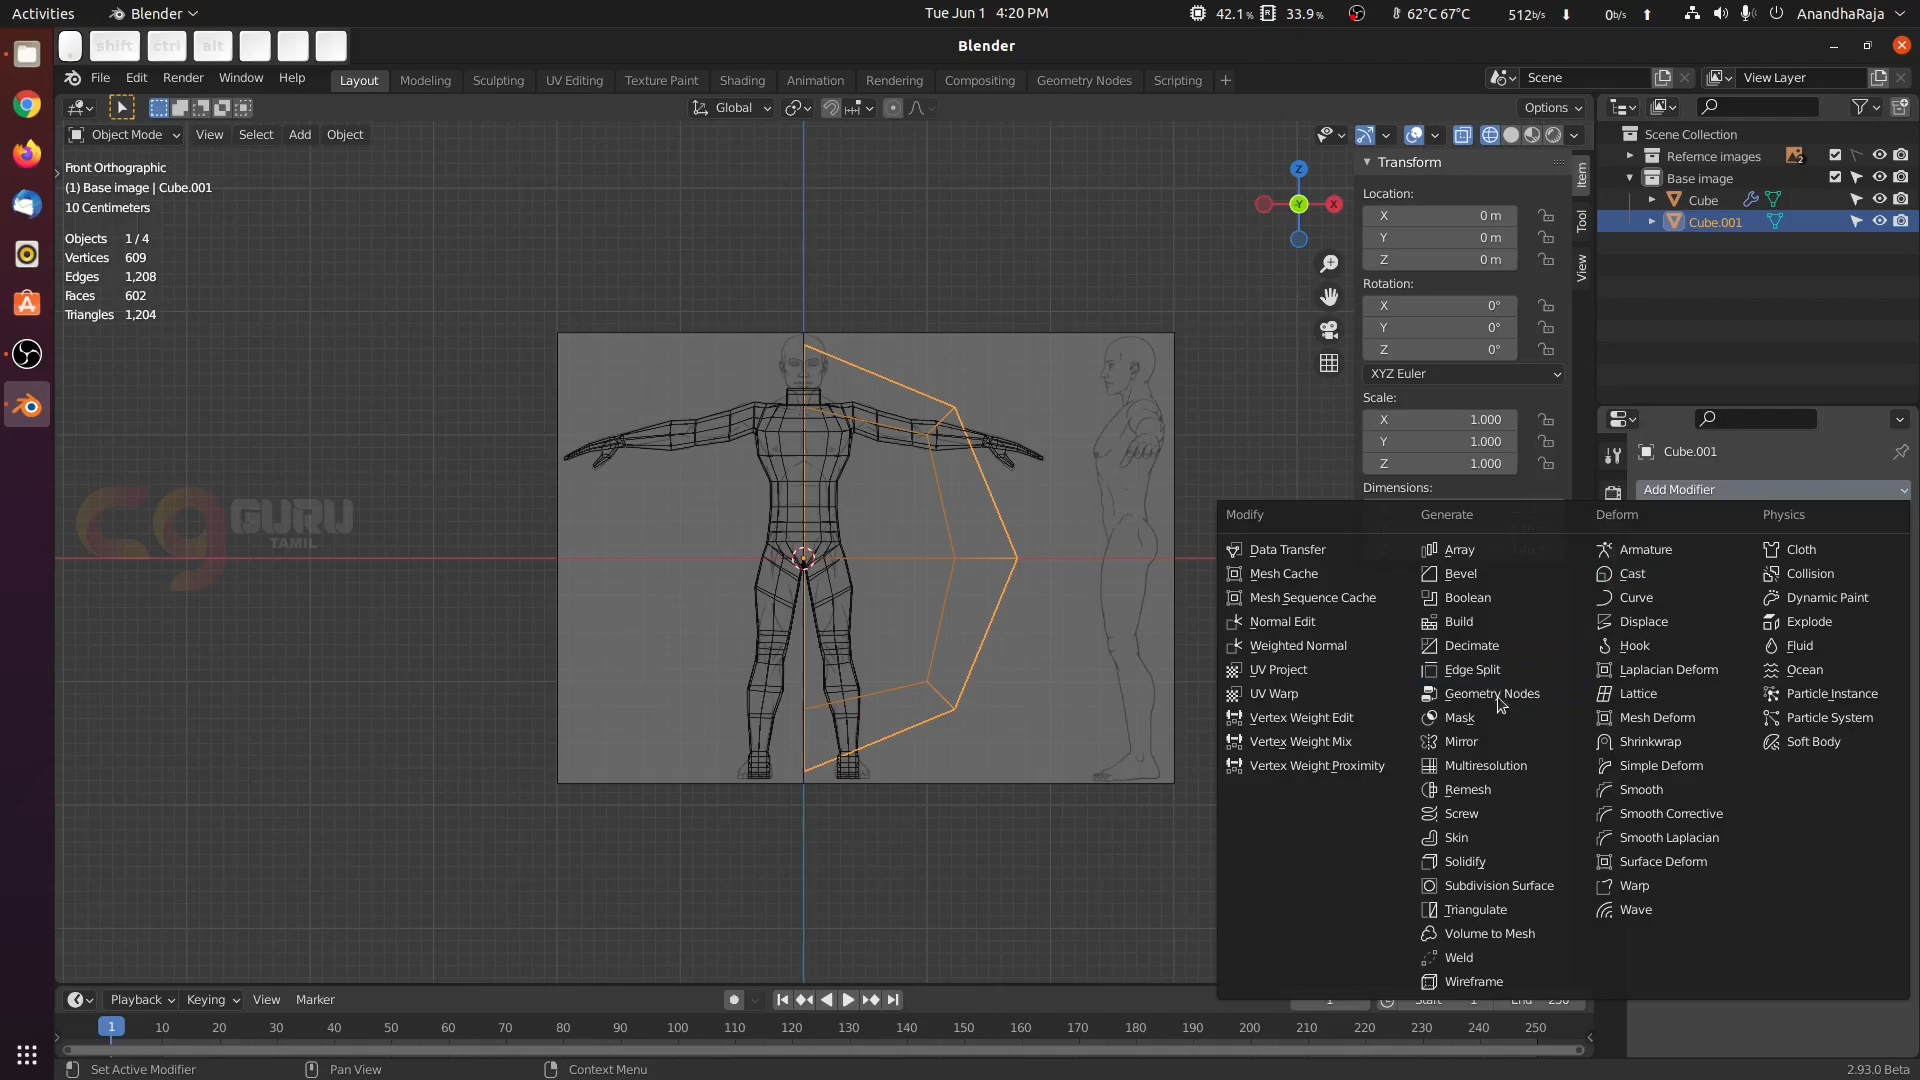 Activities
Blender
Tue Jun 1 4:20 PM
42.1%
33.9%
62°C 67°C
512b/s
0b/s
AnandhaRaja
shift
ctrl
alt
Blender
File Edit Render Window Help
Layout Modeling Sculpting UV Editing Texture Paint Shading Animation Rendering Compositing Geometry Nodes Scripting +
Scene
View Layer
Global
Options
Object Mode View Select Add Object
Front Orthographic
(1) Base image | Cube.001
10 Centimeters
Objects 1 / 4
Vertices 609
Edges 1,208
Faces 602
Triangles 1,204
Z
Y
X
Transform
Location:
X 0 m
Y 0 m
Z 0 m
Rotation:
X 0°
Y 0°
Z 0°
XYZ Euler
Scale:
X 1.000
Y 1.000
Z 1.000
Dimensions:
Item
Tool
View
Scene Collection
Refernce images 2
Base image
Cube
Cube.001
Cube.001
Add Modifier
GURU
TAMIL
Modify
Data Transfer
Mesh Cache
Mesh Sequence Cache
Normal Edit
Weighted Normal
UV Project
UV Warp
Vertex Weight Edit
Vertex Weight Mix
Vertex Weight Proximity
Generate
Array
Bevel
Boolean
Build
Decimate
Edge Split
Geometry Nodes
Mask
Mirror
Multiresolution
Remesh
Screw
Skin
Solidify
Subdivision Surface
Triangulate
Volume to Mesh
Weld
Wireframe
Deform
Armature
Cast
Curve
Displace
Hook
Laplacian Deform
Lattice
Mesh Deform
Shrinkwrap
Simple Deform
Smooth
Smooth Corrective
Smooth Laplacian
Surface Deform
Warp
Wave
Physics
Cloth
Collision
Dynamic Paint
Explode
Fluid
Ocean
Particle Instance
Particle System
Soft Body
Playback Keying View Marker
1 Start 1 End 250
1 10 20 30 40 50 60 70 80 90 100 110 120 130 140 150 160 170 180 190 200 210 220 230 240 250
Set Active Modifier
Pan View
Context Menu
2.93.0 Beta